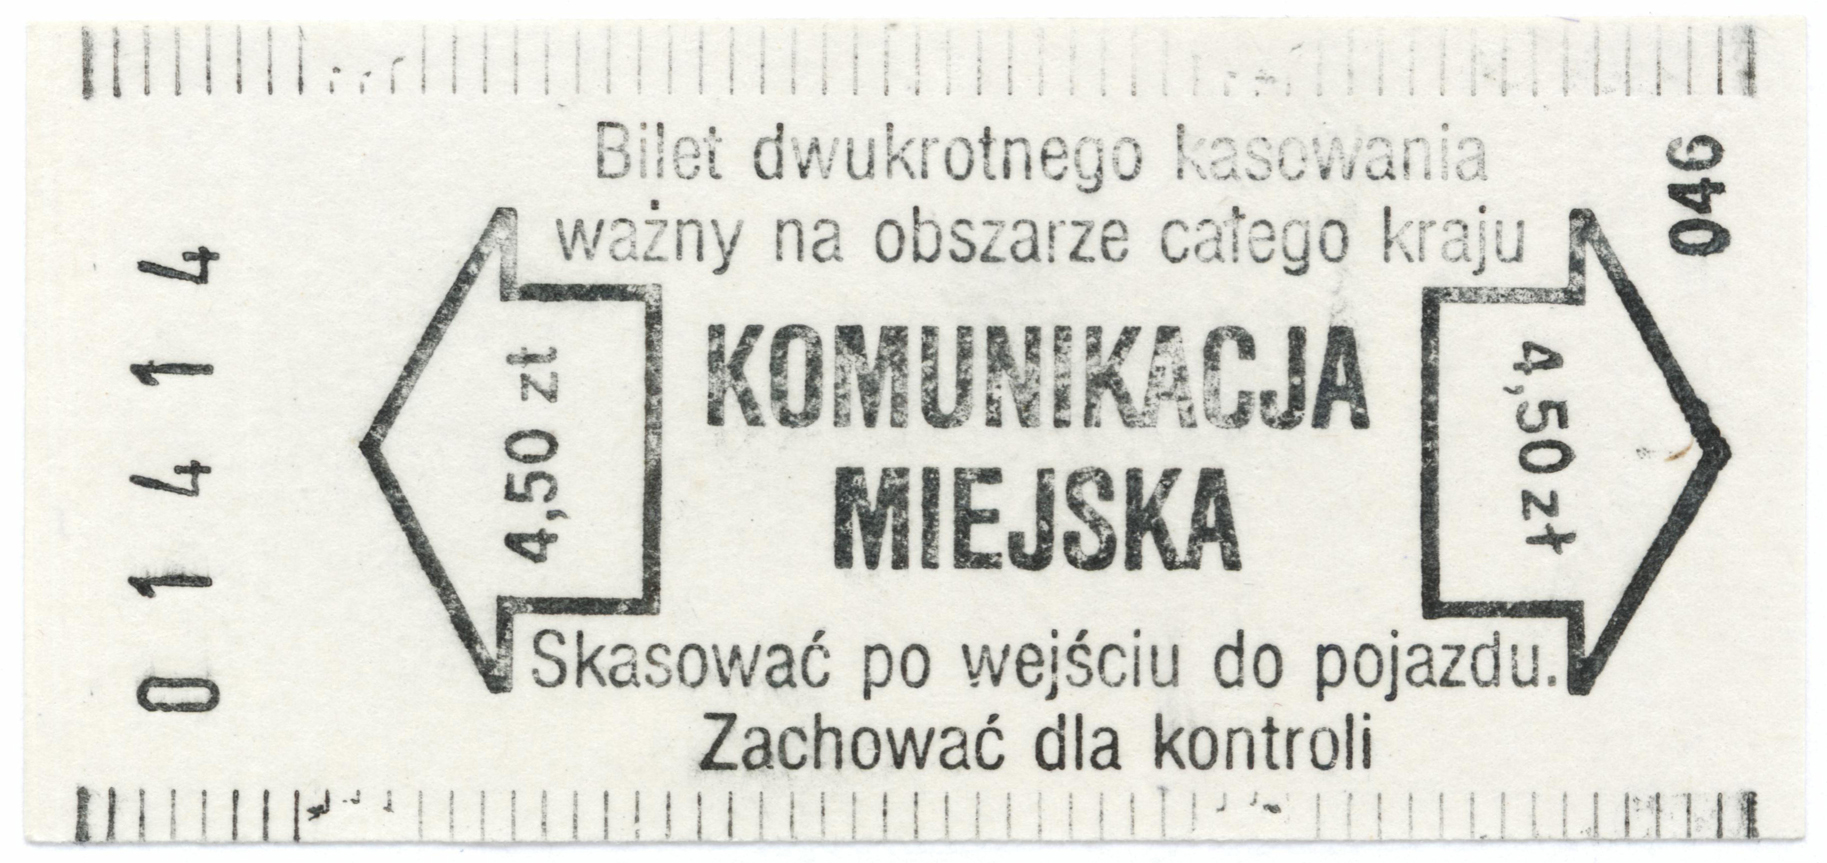 Bilet dwukrotnego kasowania
ważny na obszarze całego kraju
KOMUNIKACJA
MIEJSKA
Skasować po wejściu do pojazdu.
Zachować dla kontroli
4,50 zł
4,50 zł
01414
046